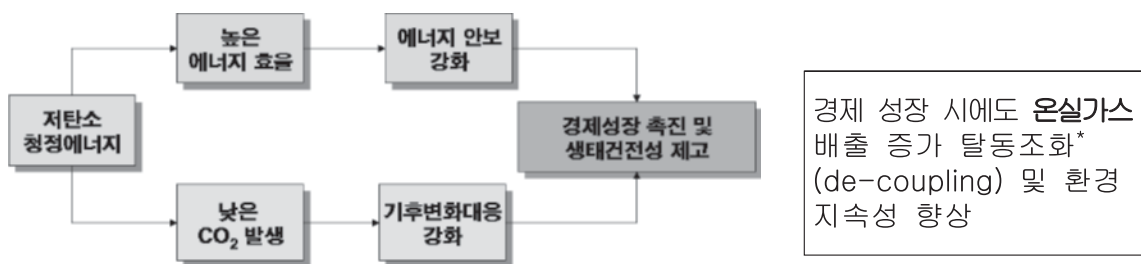 저탄소
청정에너지
높은
에너지 효율
에너지 안보
강화
낮은
CO₂ 발생
기후변화대응
강화
경제성장 촉진 및
생태건전성 제고
경제 성장 시에도 온실가스
배출 증가 탈동조화*
(de-coupling) 및 환경
지속성 향상